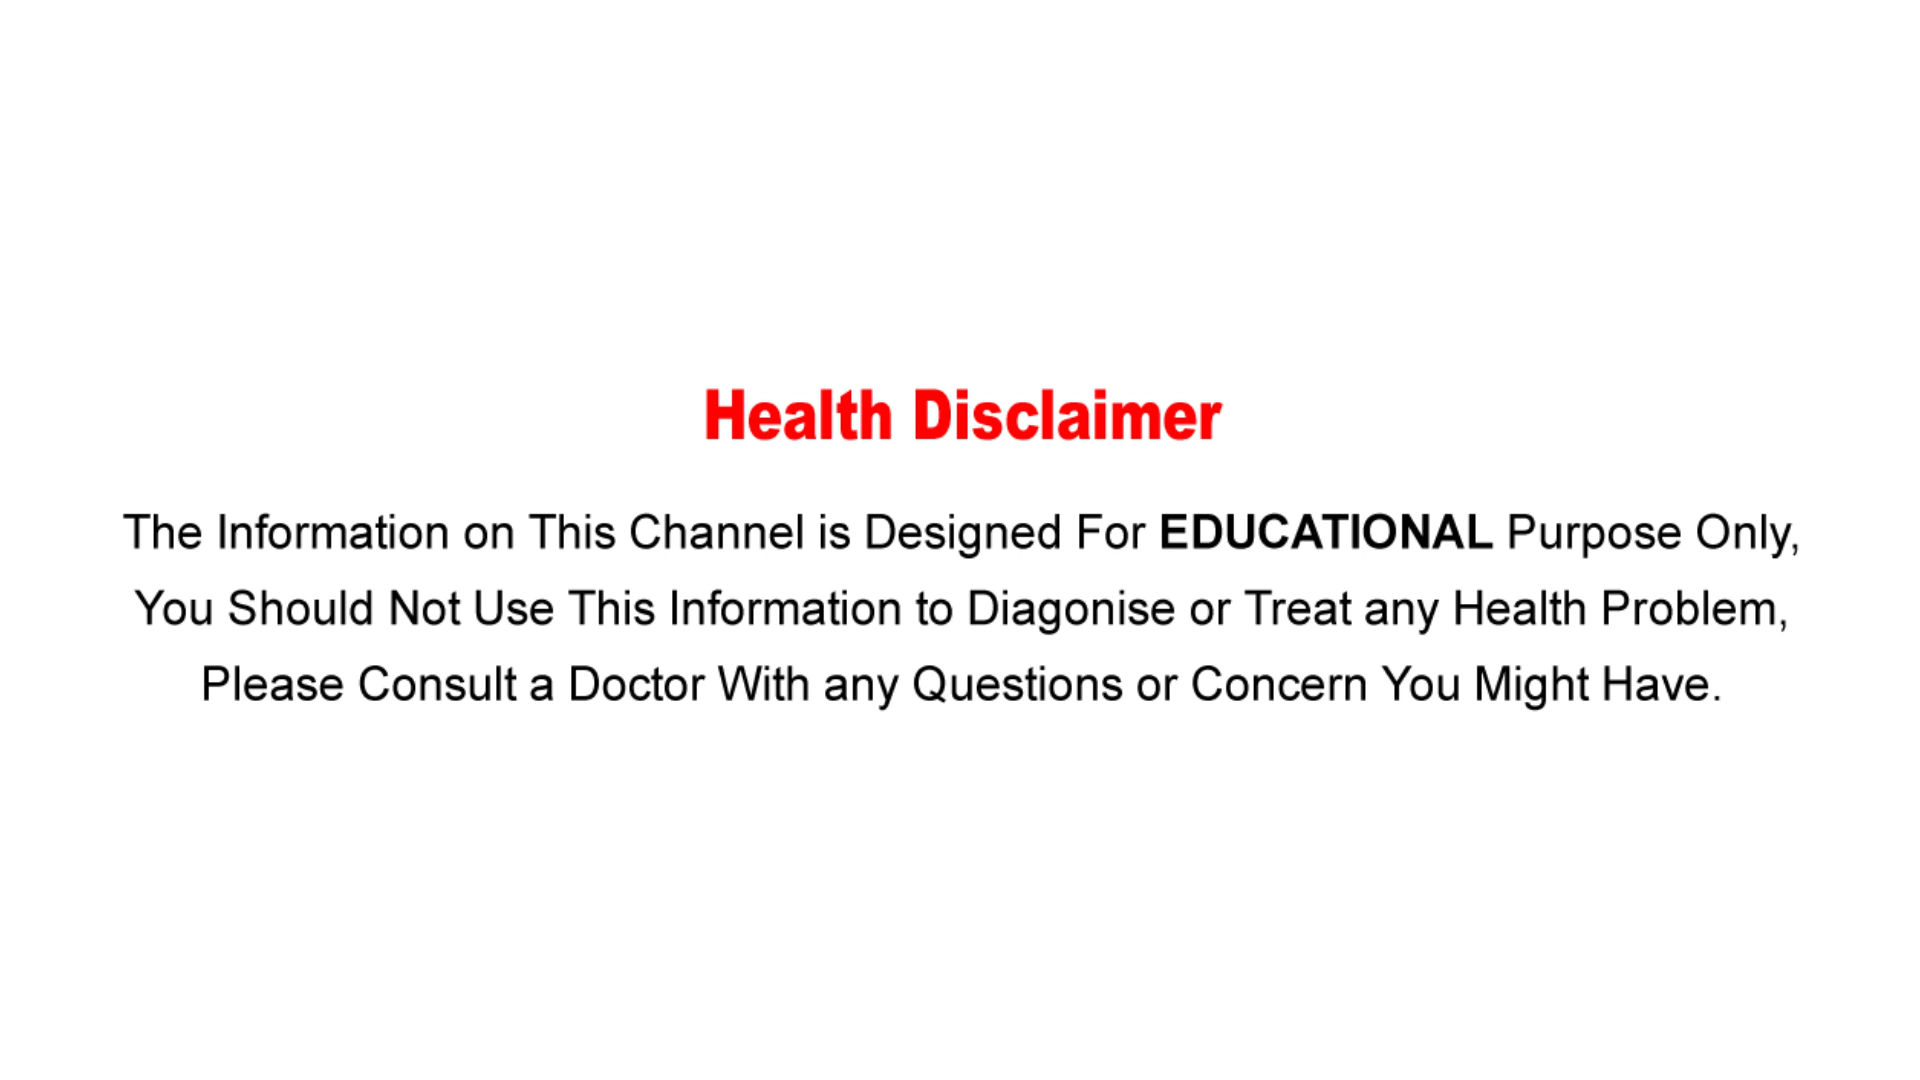 Health Disclaimer
The Information on This Channel is Designed For EDUCATIONAL Purpose Only,
You Should Not Use This Information to Diagonise or Treat any Health Problem,
Please Consult a Doctor With any Questions or Concern You Might Have.